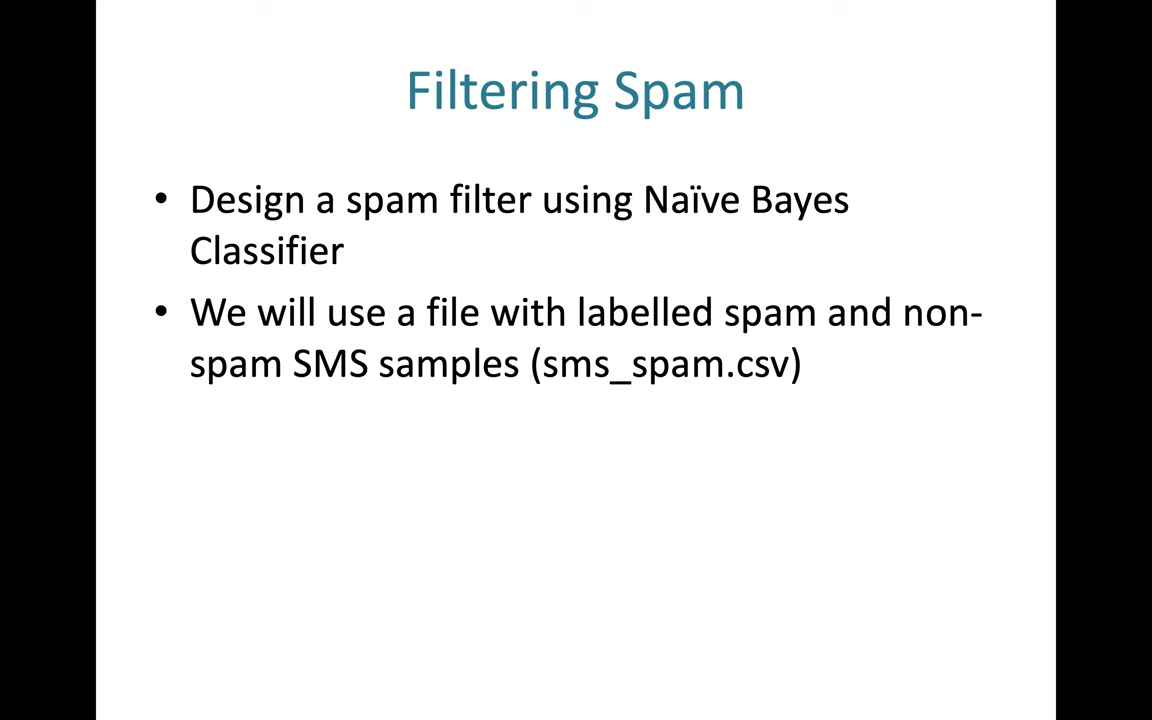 Filtering Spam
• Design a spam filter using Naïve Bayes
Classifier
• We will use a file with labelled spam and non-
spam SMS samples (sms_spam.csv)